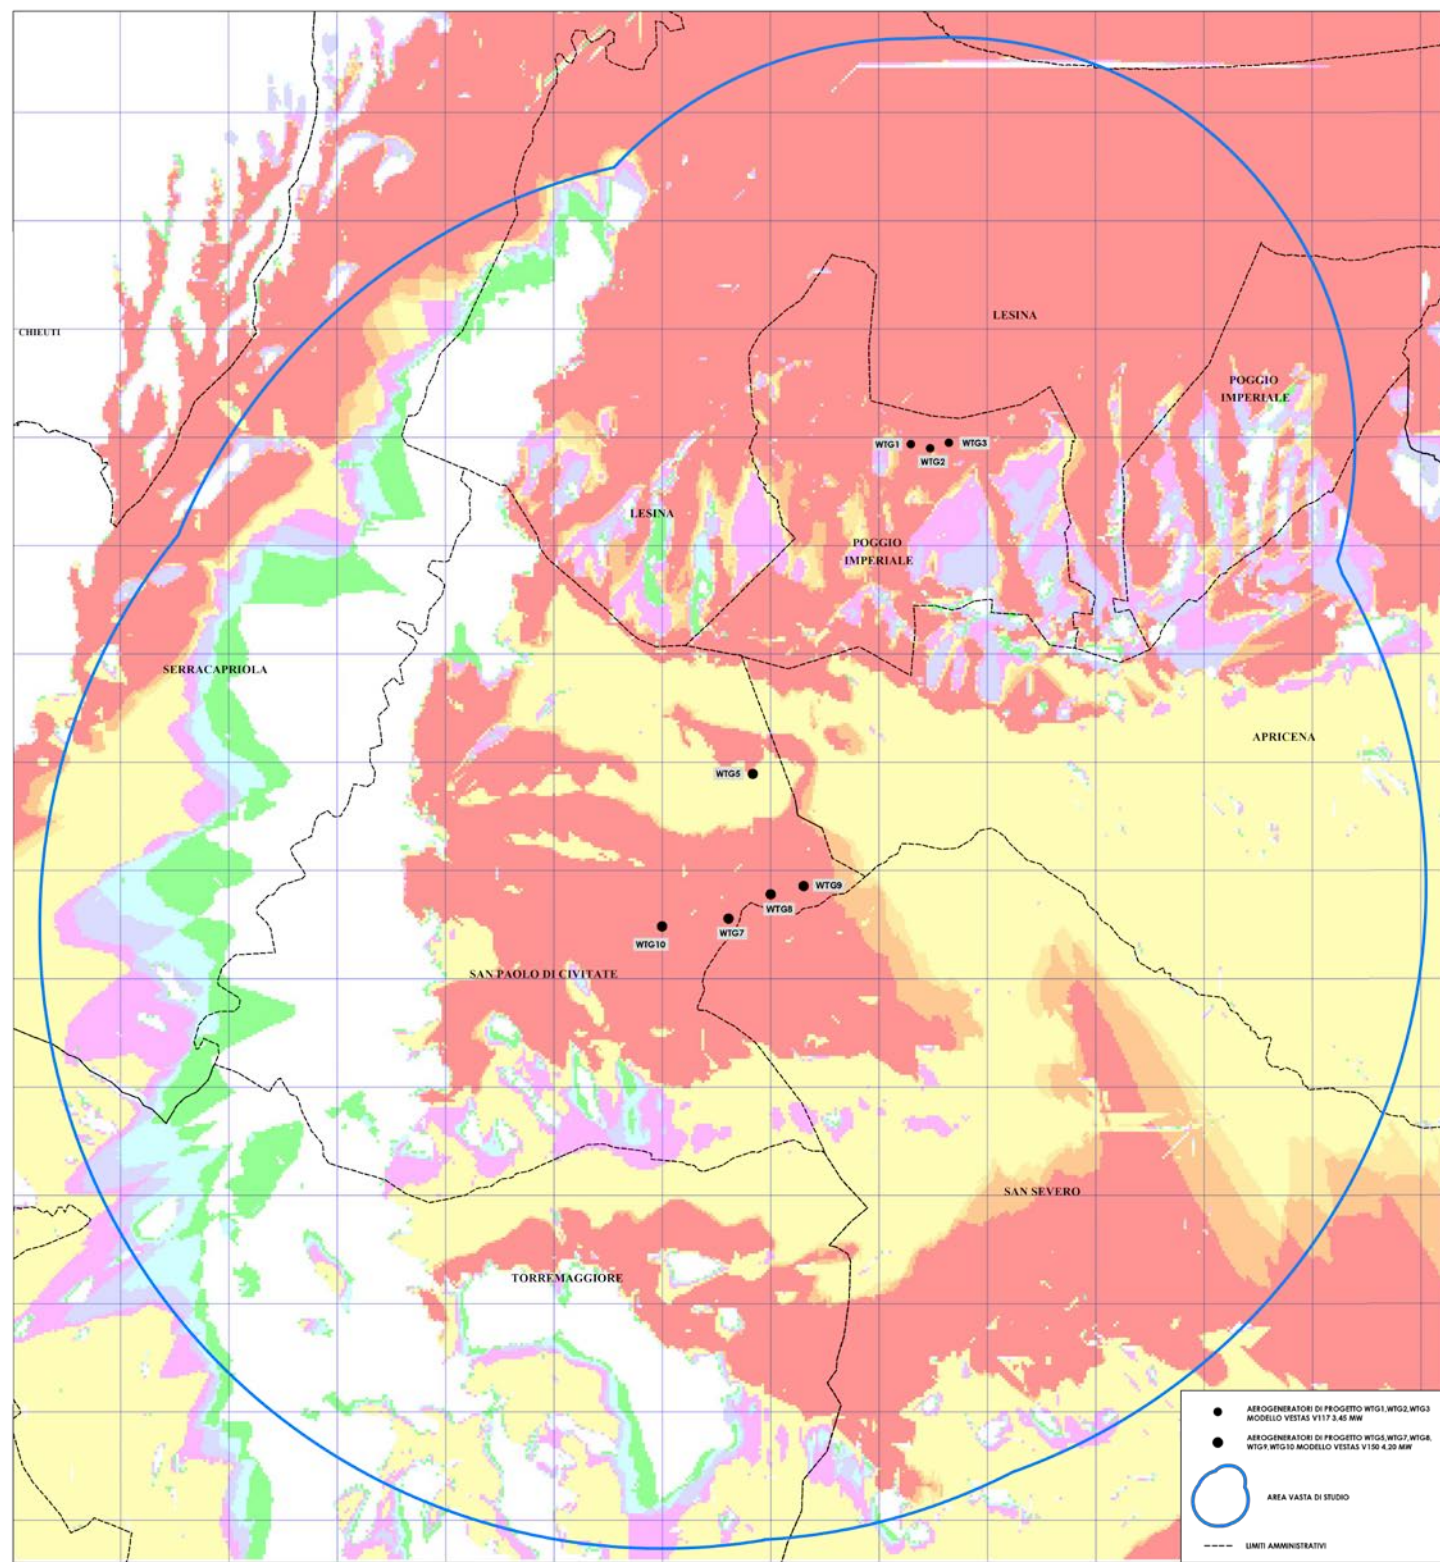 LESINA
CHIEUTI
POGGIO
IMPERIALE
WTG1
WTG3
WTG2
LESINA
POGGIO
IMPERIALE
SERRACAPRIOLA
APRICENA
WTG5
WTG9
WTG8
WTG7
WTG10
SAN PAOLO DI CIVITATE
SAN SEVERO
TORREMAGGIORE
AEROGENERATORI DI PROGETTO WTG1,WTG2,WTG3
MODELLO VESTAS V117 3,45 MW
AEROGENERATORI DI PROGETTO WTG5,WTG7,WTG8,
WTG9,WTG10 MODELLO VESTAS V150 4,20 MW
AREA VASTA DI STUDIO
LIMITI AMMINISTRATIVI